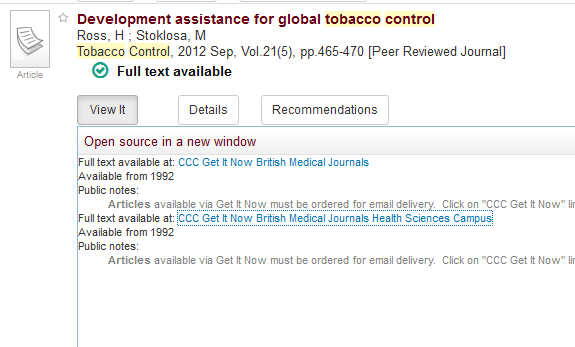 Development assistance for global tobacco control
Ross, H ; Stoklosa, M
Tobacco Control, 2012 Sep, Vol.21(5), pp.465-470 [Peer Reviewed Journal]
Article
Full text available
View It
Details
Recommendations
Open source in a new window
Full text available at: CCC Get It Now British Medical Journals
Available from 1992
Public notes:
Articles available via Get It Now must be ordered for email delivery. Click on "CCC Get It Now"
Full text available at: CCC Get It Now British Medical Journals Health Sciences Campus
Available from 1992
Public notes:
Articles available via Get It Now must be ordered for email delivery. Click on "CCC Get It Now"